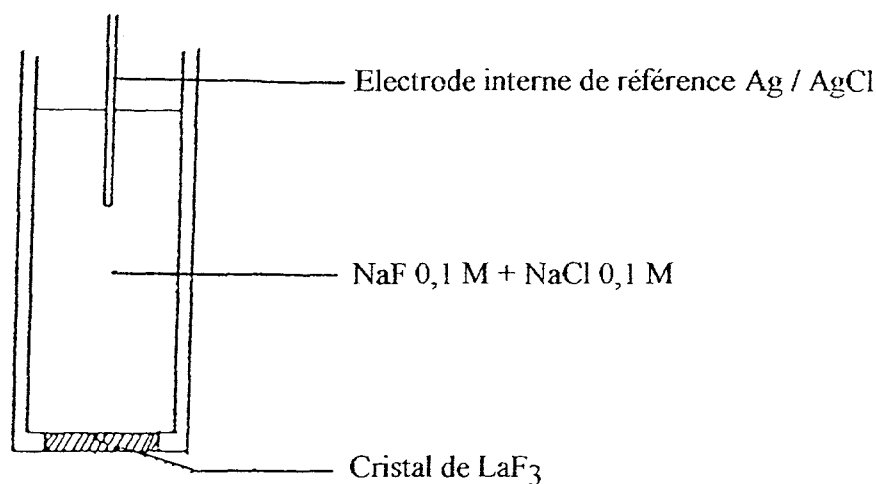 Electrode interne de référence Ag / AgCl
NaF 0,1 M + NaCl 0,1 M
Cristal de LaF3